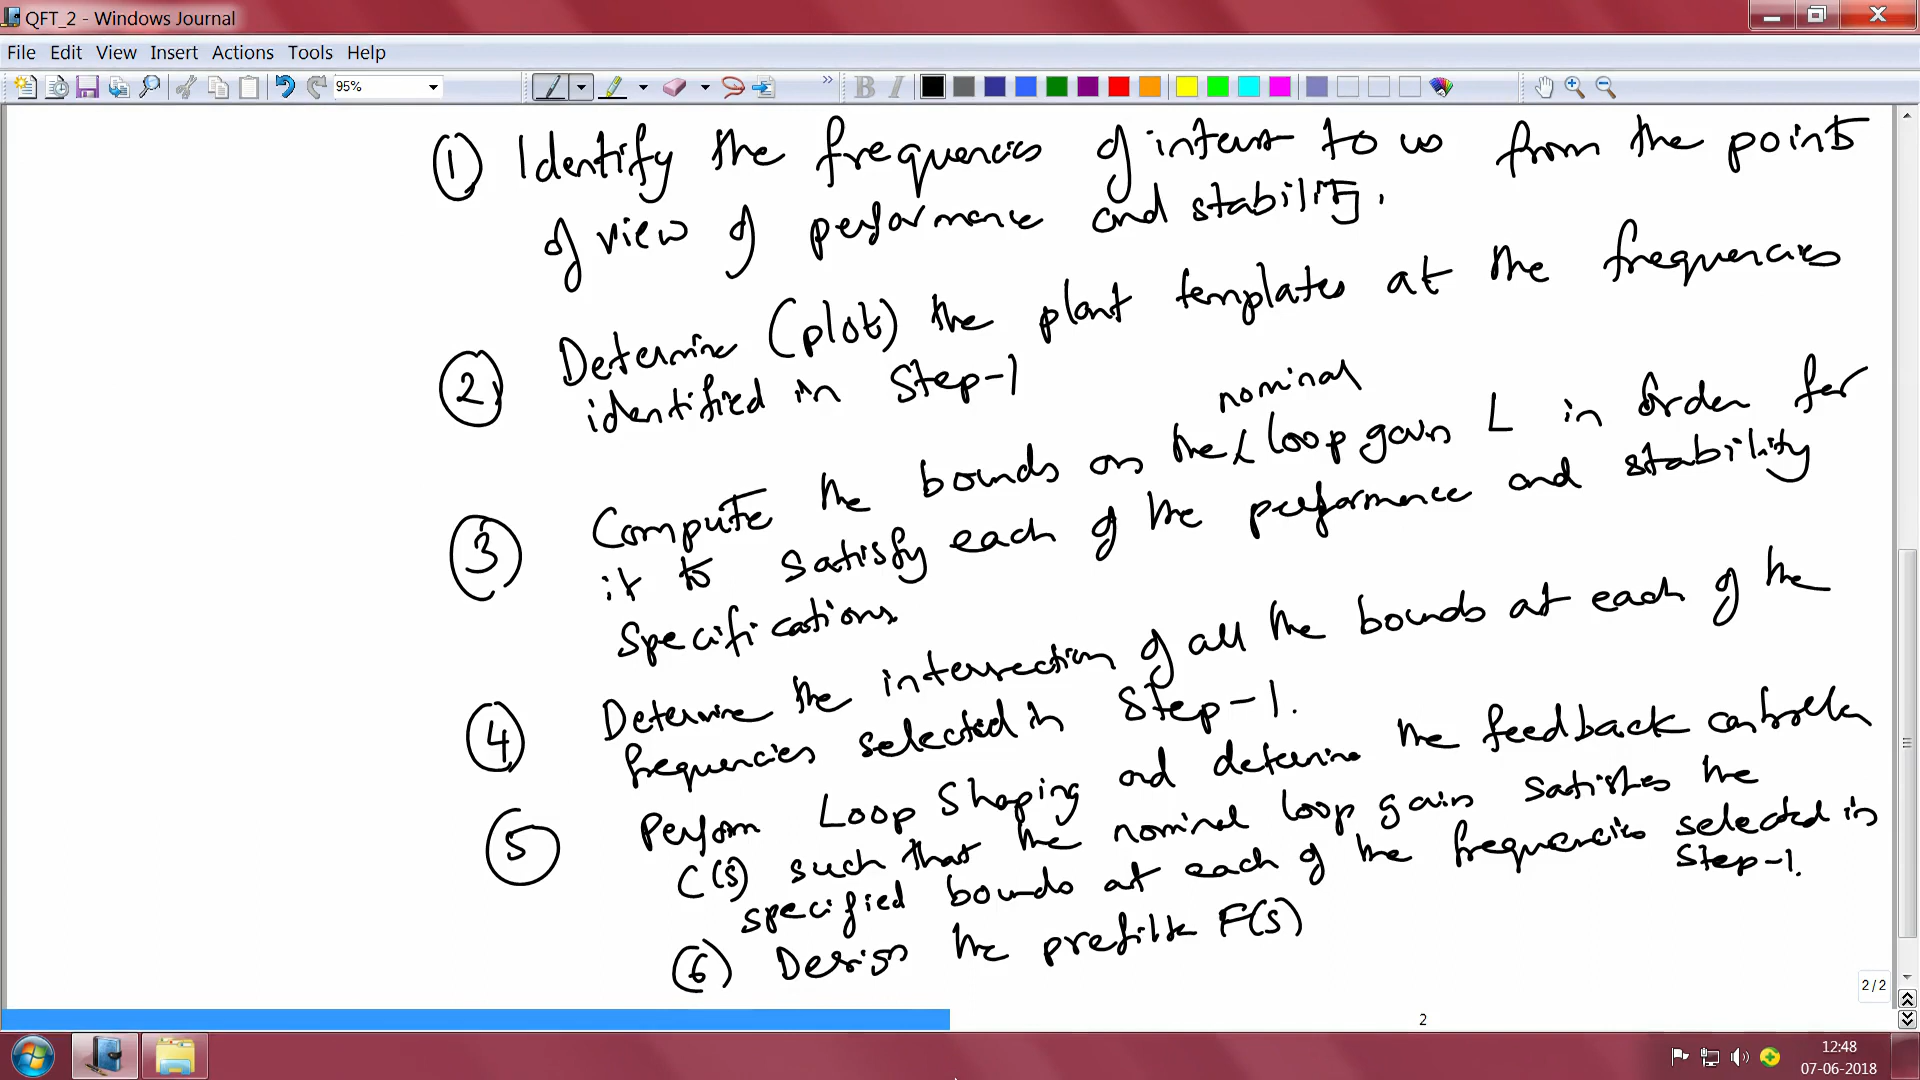 QFT_2 - Windows Journal
File Edit View Insert Actions Tools Help
95%
① Identify the frequencies of interest to us from the points
of view of performance and stability.
② Determine (plot) the plant templates at the frequencies
identified in Step-1
nominal
③ Compute the bounds on the loop gain L in order for
it to satisfy each of the performance and stability
specifications
④ Determine the intersection of all the bounds at each of the
frequencies selected in Step-1.
⑤ Perform Loop Shaping and determine the feedback controller
C(s) such that the nominal loop gain satisfies the
specified bounds at each of the frequencies selected in
Step-1.
⑥ Design the prefilter F(s)
2 / 2
2
12:48
07-06-2018